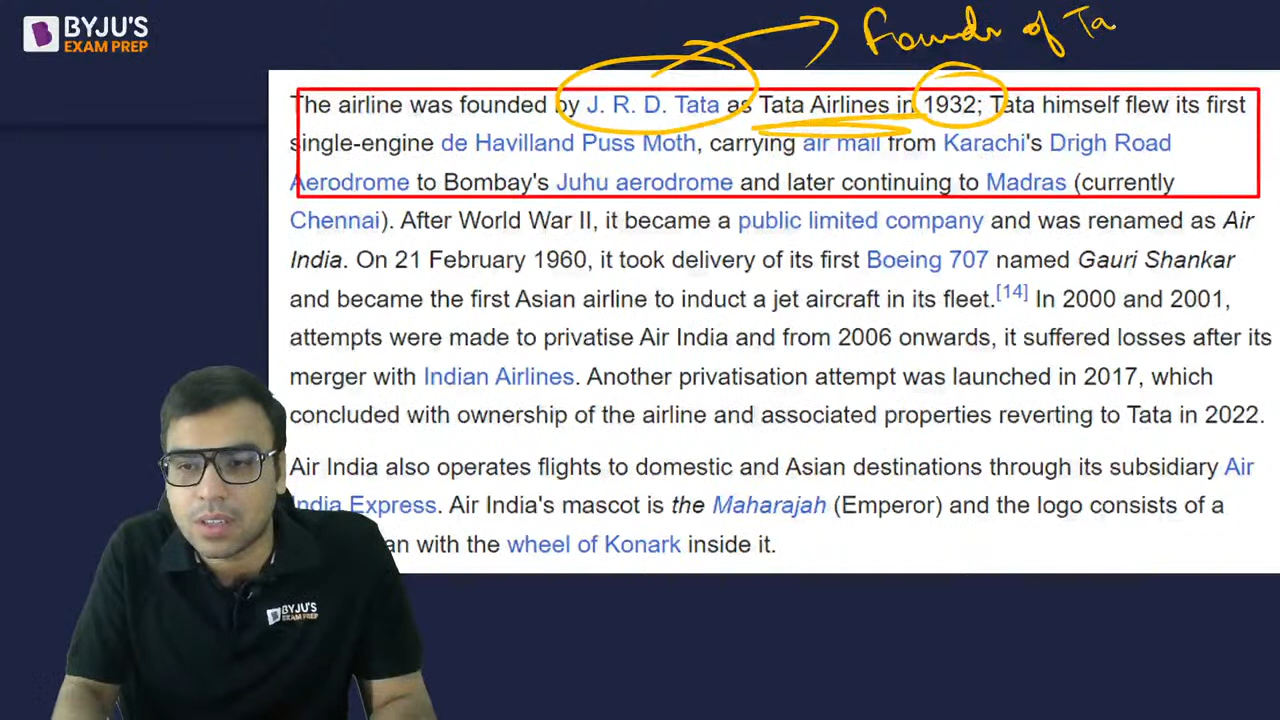 BYJU'S
EXAM PREP
Founder of Ta
The airline was founded by J. R. D. Tata as Tata Airlines in 1932; Tata himself flew its first
single-engine de Havilland Puss Moth, carrying air mail from Karachi's Drigh Road
Aerodrome to Bombay's Juhu aerodrome and later continuing to Madras (currently
Chennai). After World War II, it became a public limited company and was renamed as Air
India. On 21 February 1960, it took delivery of its first Boeing 707 named Gauri Shankar
and became the first Asian airline to induct a jet aircraft in its fleet.[14] In 2000 and 2001,
attempts were made to privatise Air India and from 2006 onwards, it suffered losses after its
merger with Indian Airlines. Another privatisation attempt was launched in 2017, which
concluded with ownership of the airline and associated properties reverting to Tata in 2022.
Air India also operates flights to domestic and Asian destinations through its subsidiary Air
India Express. Air India's mascot is the Maharajah (Emperor) and the logo consists of a
an with the wheel of Konark inside it.
BYJU'S
EXAM PREP